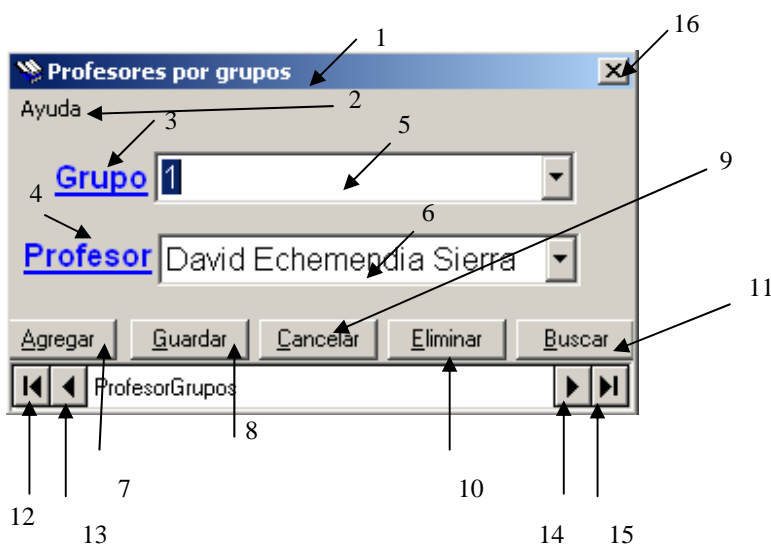 16
1
Profesores por grupos
Ayuda
2
3
5
9
Grupo 1
4
6
Profesor David Echemendia Sierra
11
Agregar Guardar Cancelar Eliminar Buscar
ProfesorGrupos
8
12 7 10
13 14 15